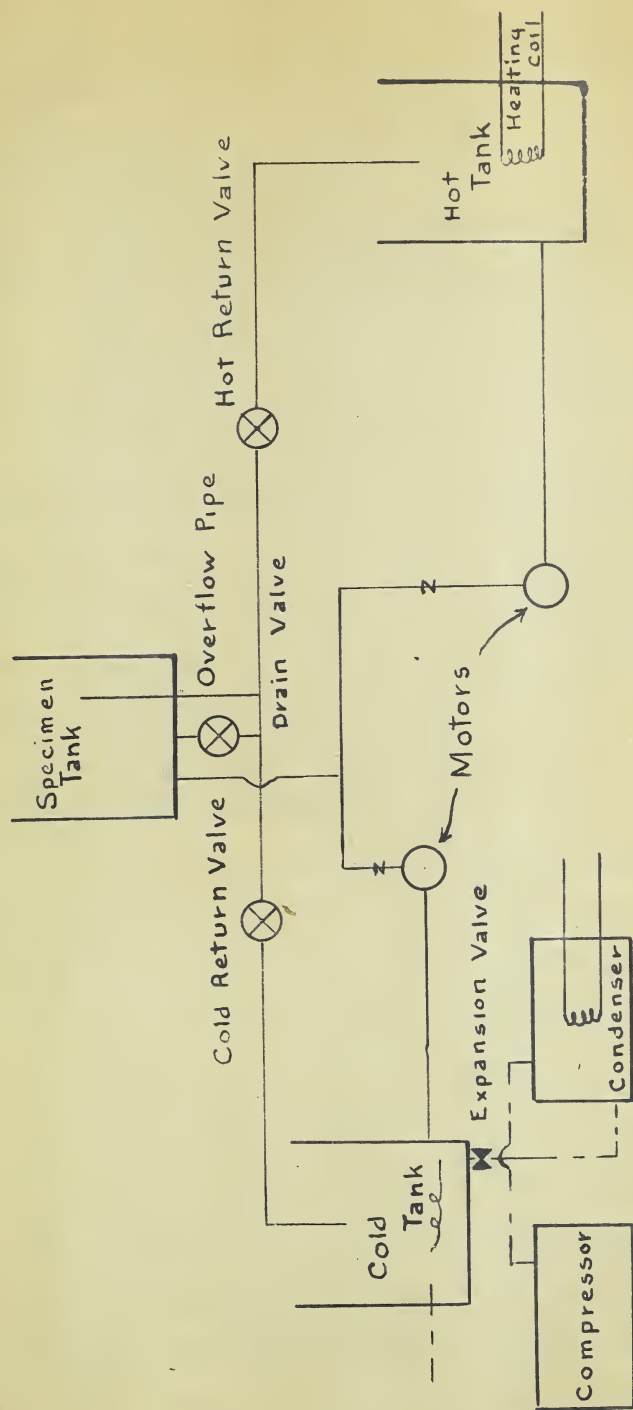 Specimen
Tank
Overflow Pipe
Hot Return Valve
Cold Return Valve
Drain Valve
Hot
Tank
Heating
Coil
Motors
Cold
Tank
Expansion Valve
Compressor
Condenser